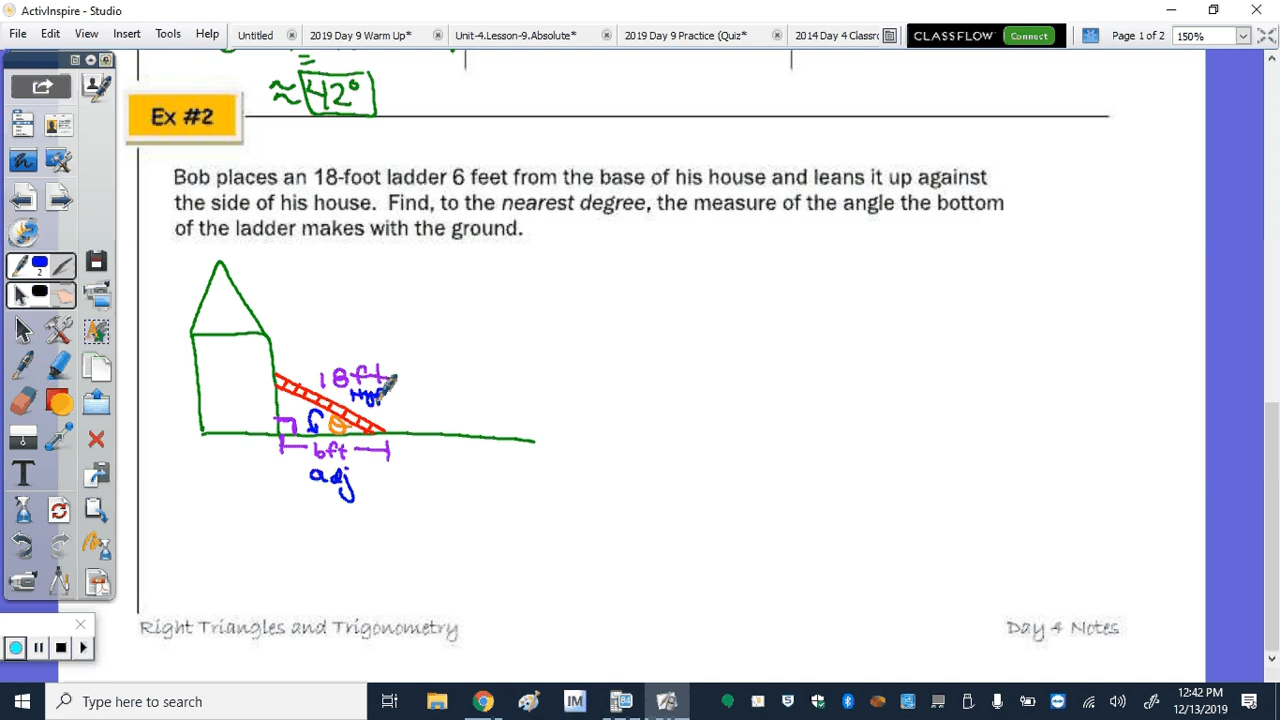 ActivInspire - Studio
File Edit View Insert Tools Help Untitled 2019 Day 9 Warm Up* Unit-4.Lesson-9.Absolute* 2019 Day 9 Practice {Quiz* 2014 Day 4 Classro CLASSFLOW Connect Page 1 of 2 150%
=
≈ 42°
Ex #2
Bob places an 18-foot ladder 6 feet from the base of his house and leans it up against
the side of his house. Find, to the nearest degree, the measure of the angle the bottom
of the ladder makes with the ground.
2
18ft
Hyp
θ
6ft
adj
T
Right Triangles and Trigonometry Day 4 Notes
Type here to search
IM
12:42 PM
12/13/2019